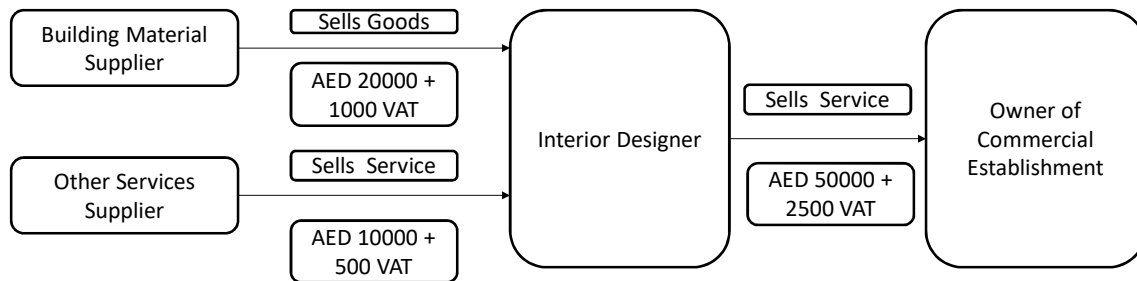 Building Material
Supplier
Sells Goods
AED 20000 +
1000 VAT
Other Services
Supplier
Sells  Service
AED 10000 +
500 VAT
Interior Designer
Sells  Service
AED 50000 +
2500 VAT
Owner of
Commercial
Establishment